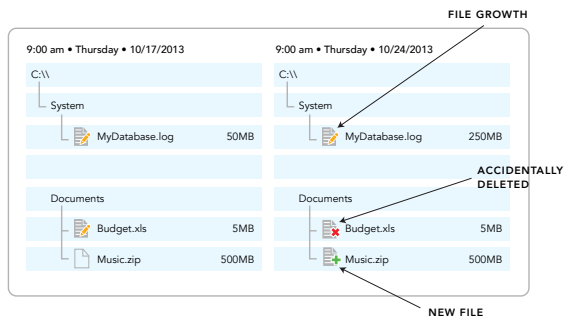 FILE GROWTH
9:00 am • Thursday • 10/17/2013
9:00 am • Thursday • 10/24/2013
C:\\
C:\\
System
System
MyDatabase.log 50MB
MyDatabase.log 250MB
ACCIDENTALLY
DELETED
Documents
Documents
Budget.xls 5MB
Budget.xls 5MB
Music.zip 500MB
Music.zip 500MB
NEW FILE